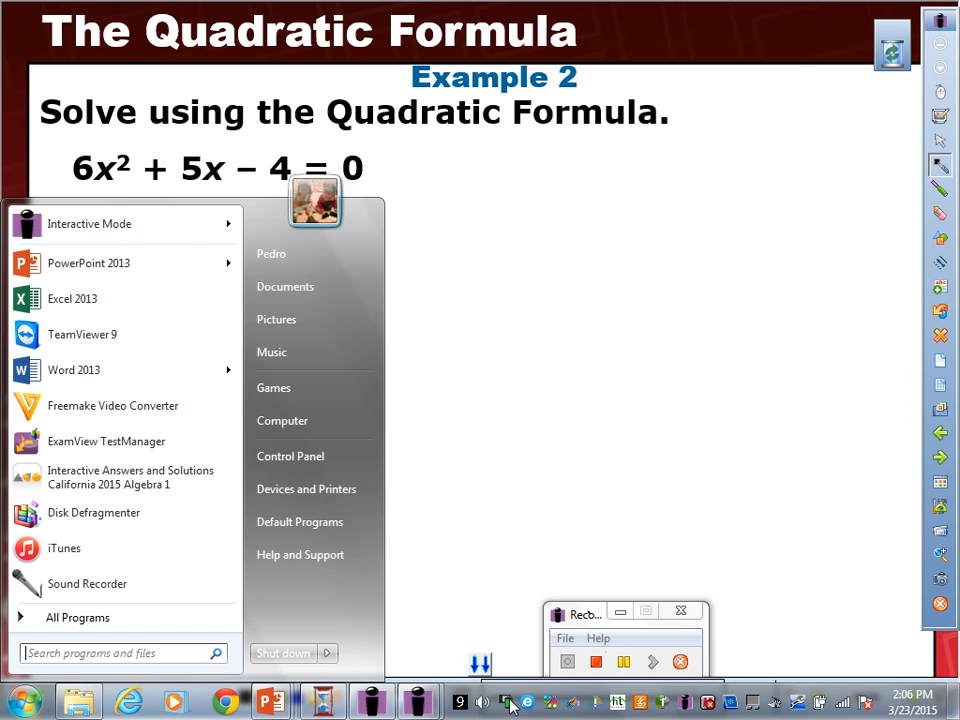 The Quadratic Formula
Example 2
Solve using the Quadratic Formula.
6x² + 5x – 4 = 0
Interactive Mode
PowerPoint 2013
Excel 2013
TeamViewer 9
Word 2013
Freemake Video Converter
ExamView TestManager
Interactive Answers and Solutions
California 2015 Algebra 1
Disk Defragmenter
iTunes
Sound Recorder
All Programs
Search programs and files
Pedro
Documents
Pictures
Music
Games
Computer
Control Panel
Devices and Printers
Default Programs
Help and Support
Shut down
Reco...
File Help
9
2:06 PM
3/23/2015